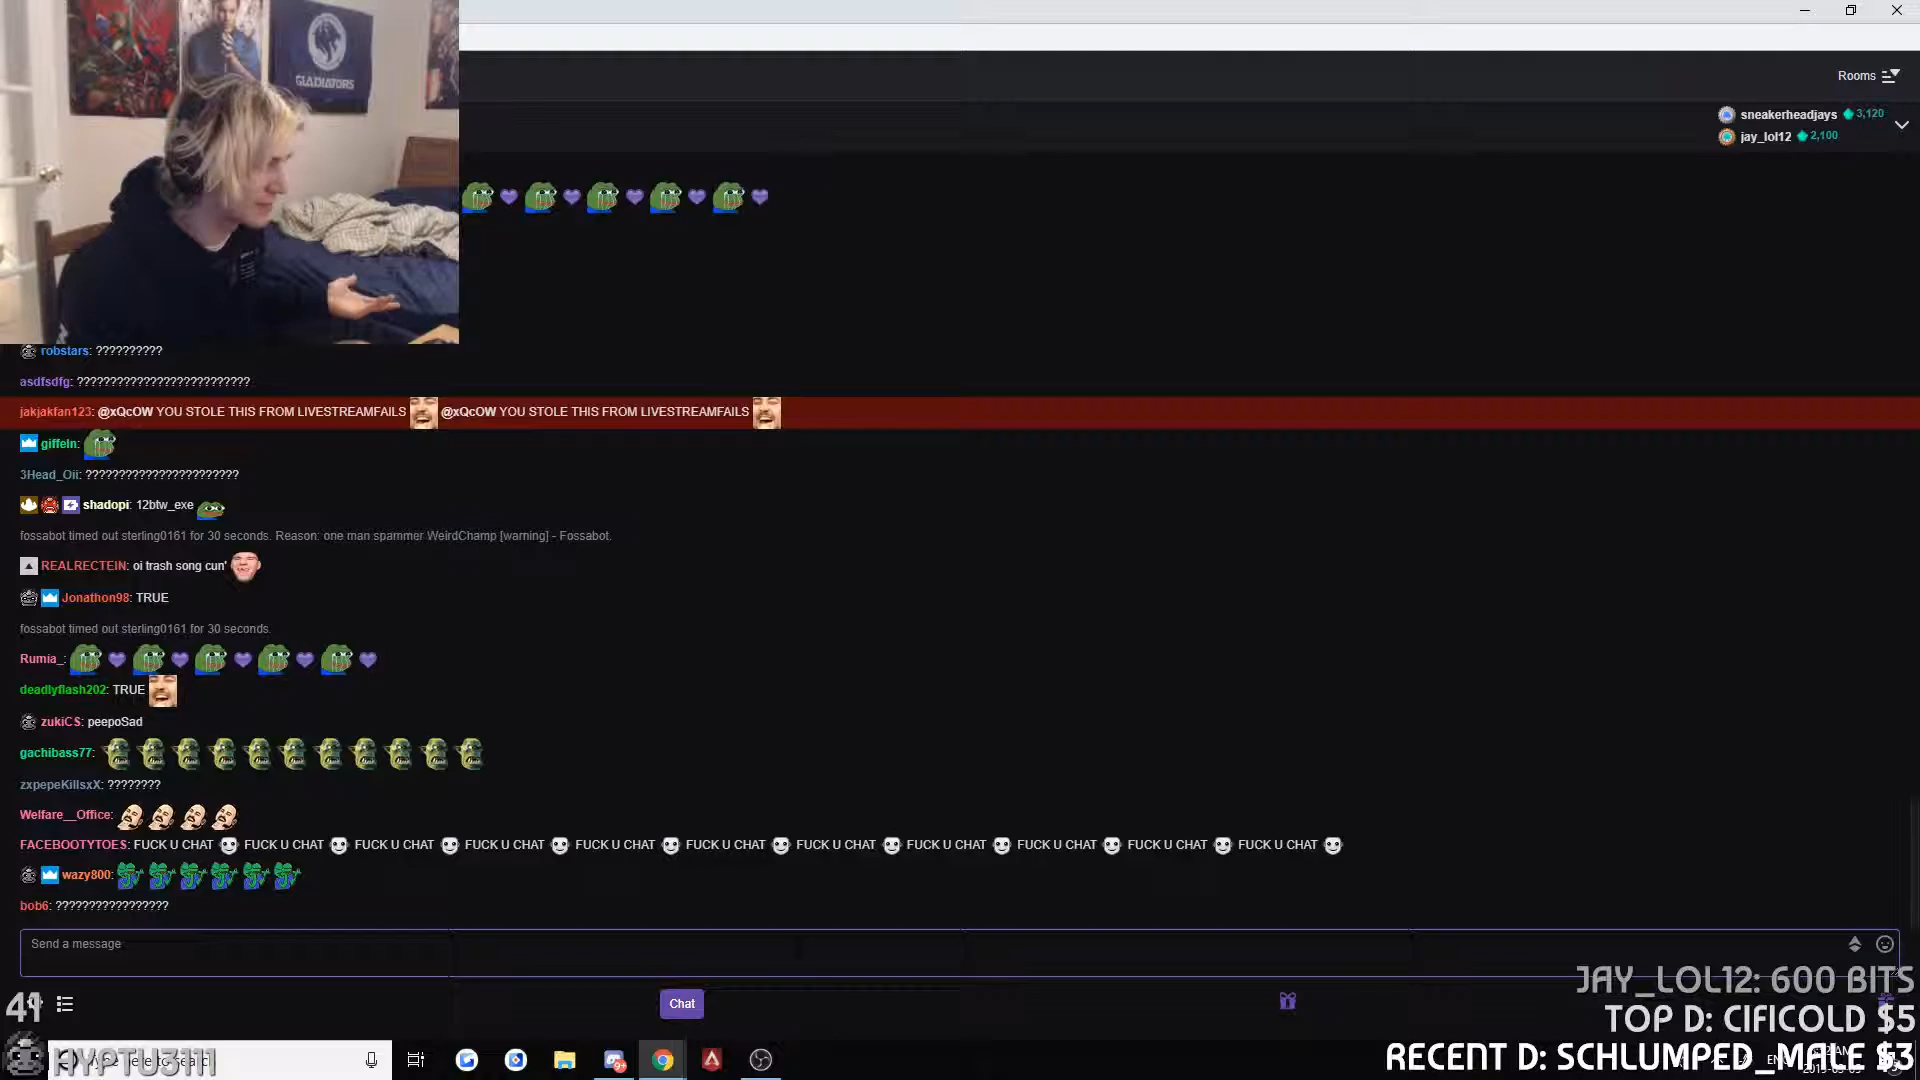 GLADIATORS
Rooms
sneakerheadjays 3,120
jay_lol12 2,100
robstars: ??????????
asdfsdfg: ??????????????????????????
jakjakfan123: @xQcOW YOU STOLE THIS FROM LIVESTREAMFAILS @xQcOW YOU STOLE THIS FROM LIVESTREAMFAILS
giffeln:
3Head_Oii: ???????????????????????
shadopi: 12btw_exe
fossabot timed out sterling0161 for 30 seconds. Reason: one man spammer WeirdChamp [warning] - Fossabot.
REALRECTEIN: oi trash song cun'
Jonathon98: TRUE
fossabot timed out sterling0161 for 30 seconds.
Rumia_:
deadlyflash202: TRUE
zukiCS: peepoSad
gachibass77:
zxpepeKillsxX: ????????
Welfare__Office:
FACEBOOTYTOES: FUCK U CHAT FUCK U CHAT FUCK U CHAT FUCK U CHAT FUCK U CHAT FUCK U CHAT FUCK U CHAT FUCK U CHAT FUCK U CHAT FUCK U CHAT FUCK U CHAT
wazy800:
bob6: ?????????????????
Send a message
JAY_LOL12: 600 BITS
41
Chat
TOP D: CIFICOLD $5
HYPTU3111
RECENT D: SCHLUMPED_MALE $3